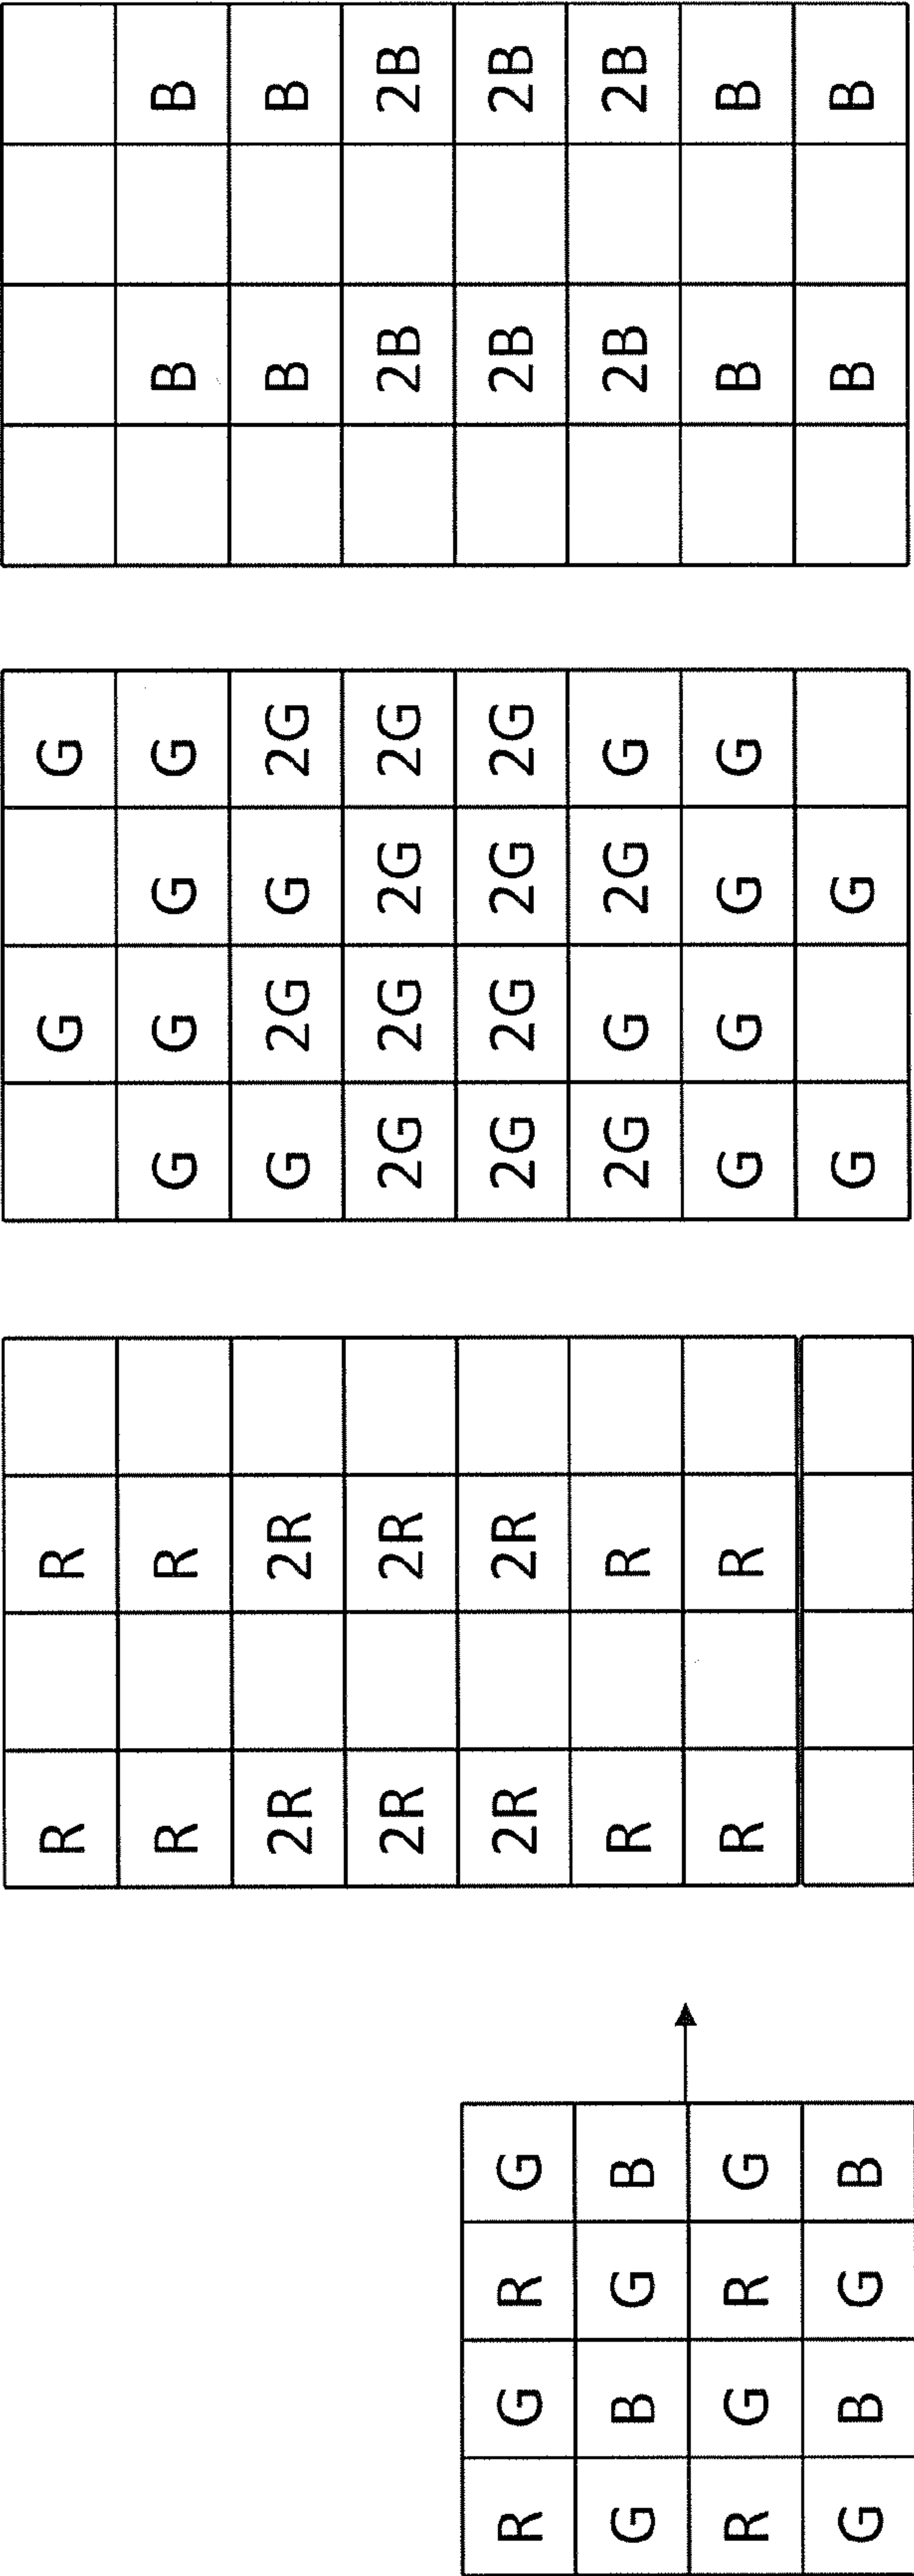 R R G G
R R G G G G B B
2R 2R G 2G G 2G B B
2R 2R 2G 2G 2G 2G 2B 2B
R G R G 2R 2R 2G 2G 2G 2G 2B 2B
G B G B R R 2G G 2G G 2B 2B
R G R G R R G G G G B B
G B G B G G B B